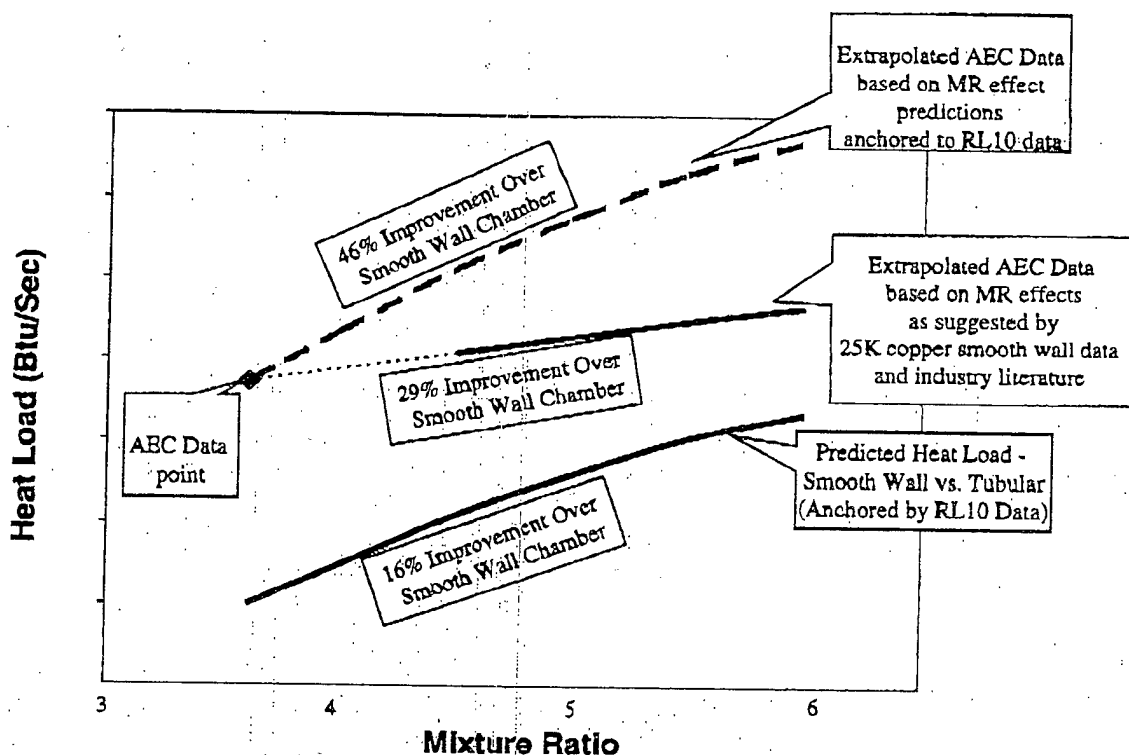 Extrapolated AEC Data
based on MR effect
predictions
anchored to RL10 data
46% Improvement Over
Smooth Wall Chamber
Extrapolated AEC Data
based on MR effects
as suggested by
25K copper smooth wall data
and industry literature
29% Improvement Over
Smooth Wall Chamber
AEC Data
point
Predicted Heat Load -
Smooth Wall vs. Tubular
(Anchored by RL10 Data)
16% Improvement Over
Smooth Wall Chamber
Heat Load (Btu/Sec)
3 4 5 6
Mixture Ratio